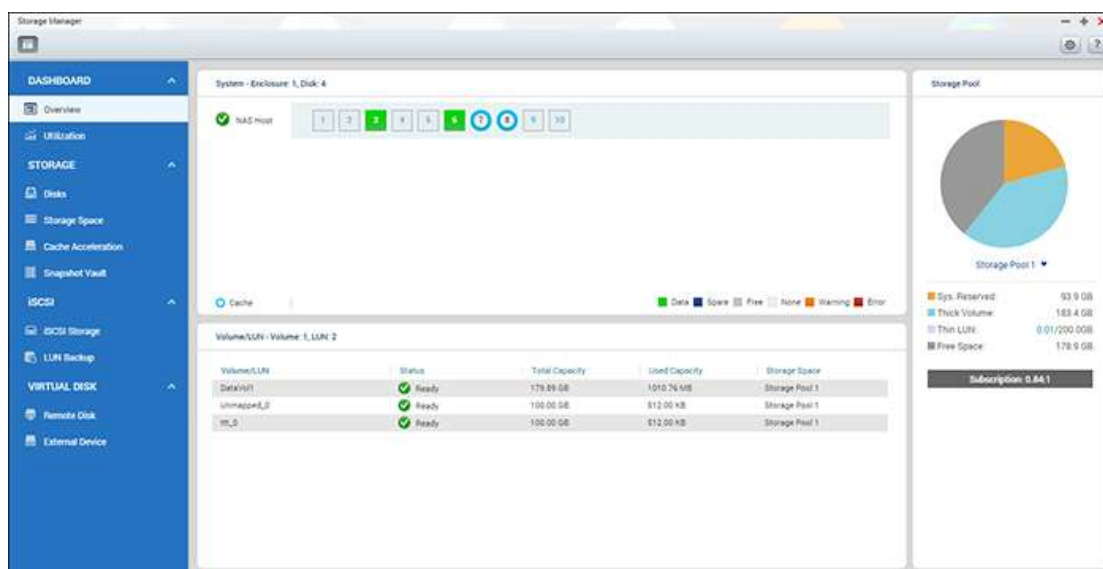 Storage Manager
DASHBOARD
Overview
Utilization
STORAGE
Disks
Storage Space
Cache Acceleration
Snapshot Vault
iSCSI
iSCSI Storage
LUN Backup
VIRTUAL DISK
Remote Disk
External Device
System - Enclosure: 1, Disk: 4
NAS Host
1 2 3 4 5 6 7 8 9 10
Cache
Data Spare Free None Warning Error
Volume/LUN - Volume: 1, LUN: 2
Volume/LUN Status Total Capacity Used Capacity Storage Space
DataVol1 Ready 179.89 GB 1010.76 MB Storage Pool 1
Unmapped_0 Ready 100.00 GB 512.00 KB Storage Pool 1
Ready 100.00 GB 512.00 KB Storage Pool 1
Storage Pool
Storage Pool 1
Sys. Reserved: 93.9 GB
Thick Volume: 183.4 GB
Thin LUN: 0.01/200.0GB
Free Space: 178.9 GB
Subscription: 0.84:1